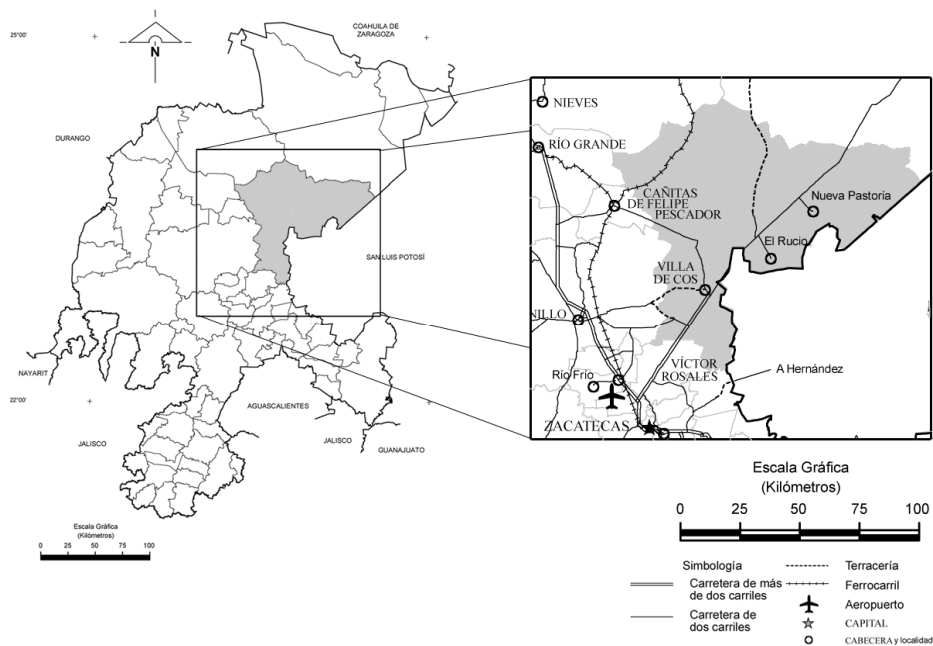 25°00'
COAHUILA DE
ZARAGOZA
N
DURANGO
SAN LUIS POTOSÍ
NAYARIT
22°00'
AGUASCALIENTES
JALISCO
JALISCO
GUANAJUATO
Escala Gráfica
(Kilómetros)
0 25 50 75 100
NIEVES
RÍO GRANDE
CAÑITAS
DE FELIPE
PESCADOR
Nueva Pastoría
El Rucio
VILLA
DE COS
NILLO
VÍCTOR
ROSALES
Río Frío
A Hernández
ZACATECAS
Escala Gráfica
(Kilómetros)
0 25 50 75 100
Simbología
Carretera de más
de dos carriles
Carretera de
dos carriles
Terracería
Ferrocarril
Aeropuerto
CAPITAL
CABECERA y localidad